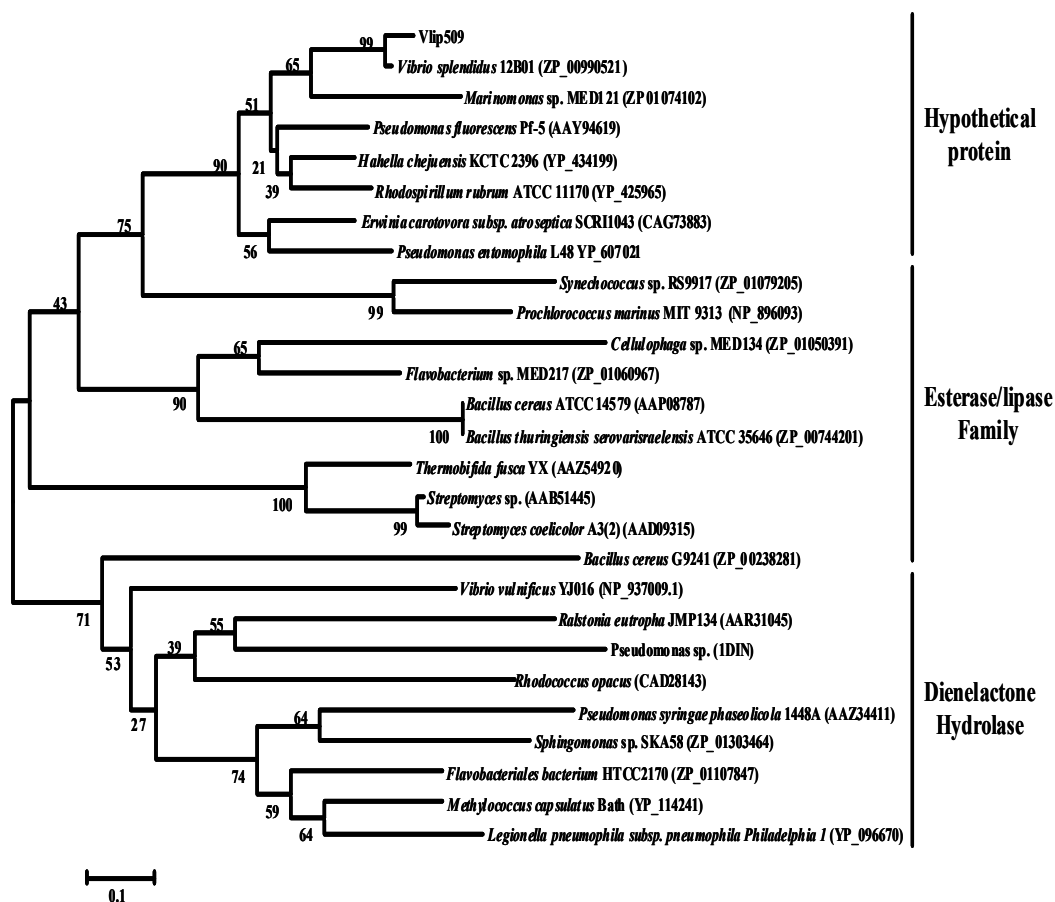 99
Vlip509
Vibrio splendidus 12B01 (ZP_00990521)
65
Marinomonas sp. MED121 (ZP01074102)
51
Pseudomonas fluorescens Pf-5 (AAY94619)
90
21
Hahella chejuensis KCTC 2396 (YP_434199)
39
Rhodospirillum rubrum ATCC 11170 (YP_425965)
75
Erwinia carotovora subsp. atroseptica SCRI1043 (CAG73883)
56
Pseudomonas entomophila L48 YP_607021
Hypothetical
protein
Synechococcus sp. RS9917 (ZP_01079205)
43
99
Prochlorococcus marinus MIT 9313 (NP_896093)
65
Cellulophaga sp. MED134 (ZP_01050391)
Flavobacterium sp. MED217 (ZP_01060967)
90
Bacillus cereus ATCC 14579 (AAP08787)
100
Bacillus thuringiensis serovarisraelensis ATCC 35646 (ZP_00744201)
Thermobifida fusca YX (AAZ54920)
100
Streptomyces sp. (AAB51445)
99
Streptomyces coelicolor A3(2) (AAD09315)
Bacillus cereus G9241 (ZP_00238281)
Esterase/lipase
Family
71
Vibrio vulnificus YJ016 (NP_937009.1)
55
Ralstonia eutropha JMP134 (AAR31045)
53
39
Pseudomonas sp. (1DIN)
Rhodococcus opacus (CAD28143)
27
64
Pseudomonas syringae phaseolicola 1448A (AAZ34411)
Sphingomonas sp. SKA58 (ZP_01303464)
74
Flavobacteriales bacterium HTCC2170 (ZP_01107847)
59
Methylococcus capsulatus Bath (YP_114241)
64
Legionella pneumophila subsp. pneumophila Philadelphia 1 (YP_096670)
Dienelactone
Hydrolase
0.1